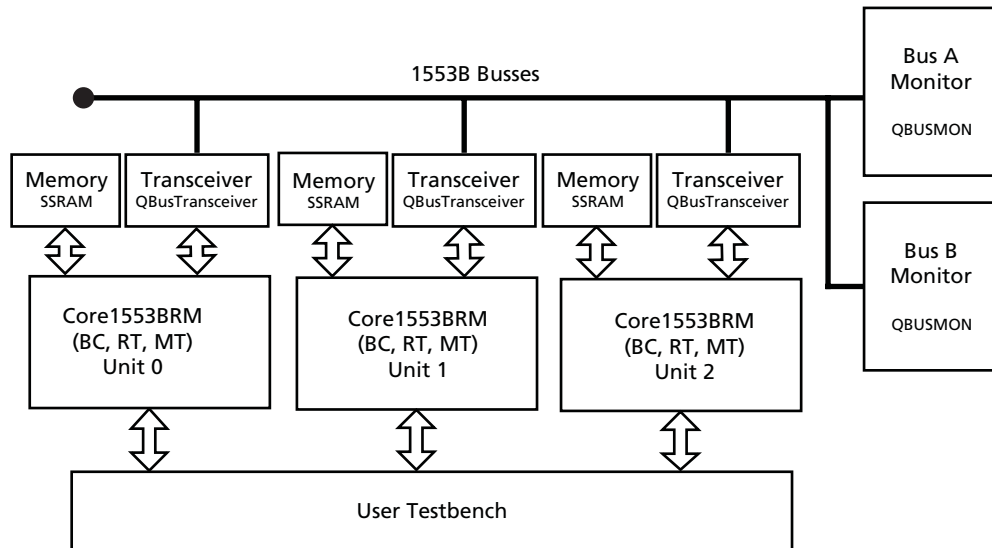 1553B Busses
Bus A
Monitor
QBUSMON
Memory
SSRAM
Transceiver
QBusTransceiver
Memory
SSRAM
Transceiver
QBusTransceiver
Memory
SSRAM
Transceiver
QBusTransceiver
Bus B
Monitor
QBUSMON
Core1553BRM
(BC, RT, MT)
Unit 0
Core1553BRM
(BC, RT, MT)
Unit 1
Core1553BRM
(BC, RT, MT)
Unit 2
User Testbench